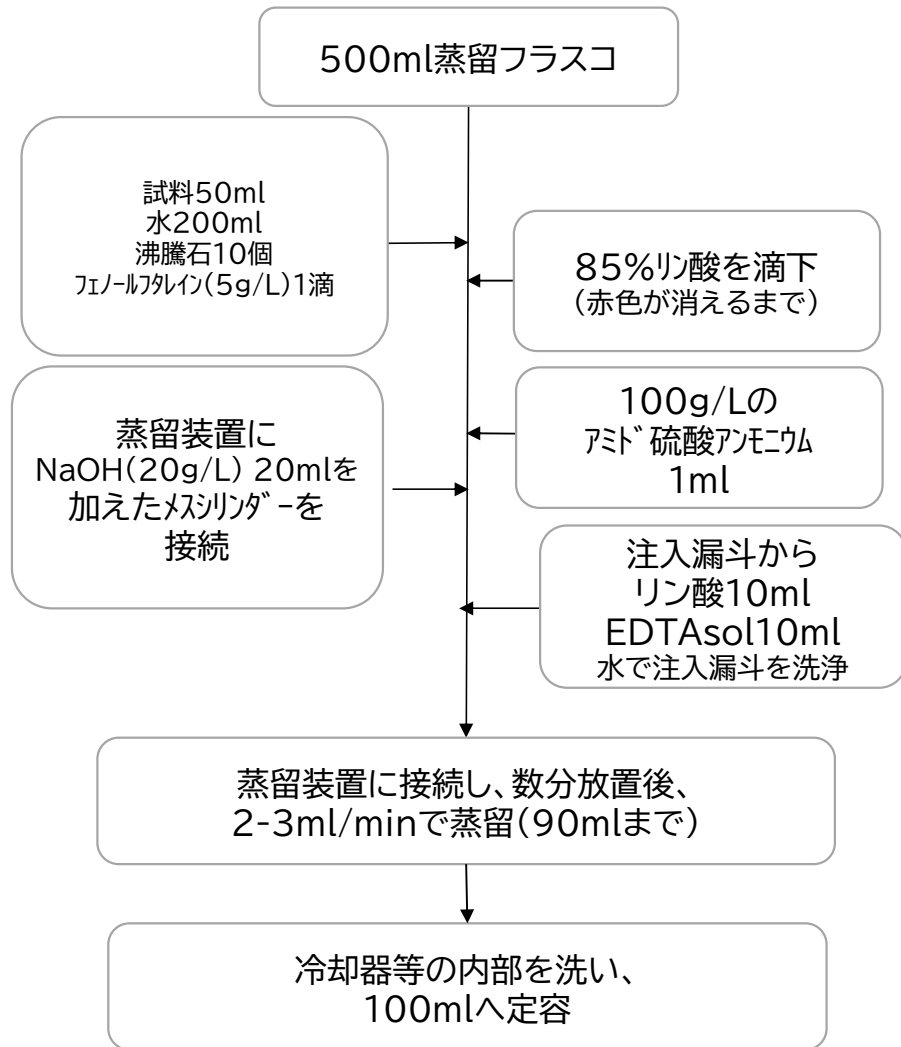 500ml蒸留フラスコ
試料50ml
水200ml
沸騰石10個
フェノールフタレイン(5g/L)1滴
85%リン酸を滴下
(赤色が消えるまで)
100g/Lの
アミド硫酸アンモニウム
1ml
蒸留装置に
NaOH(20g/L) 20mlを
加えたメスシリンダーを
接続
注入漏斗から
リン酸10ml
EDTAsol10ml
水で注入漏斗を洗浄
蒸留装置に接続し、数分放置後、
2-3ml/minで蒸留(90mlまで)
冷却器等の内部を洗い、
100mlへ定容